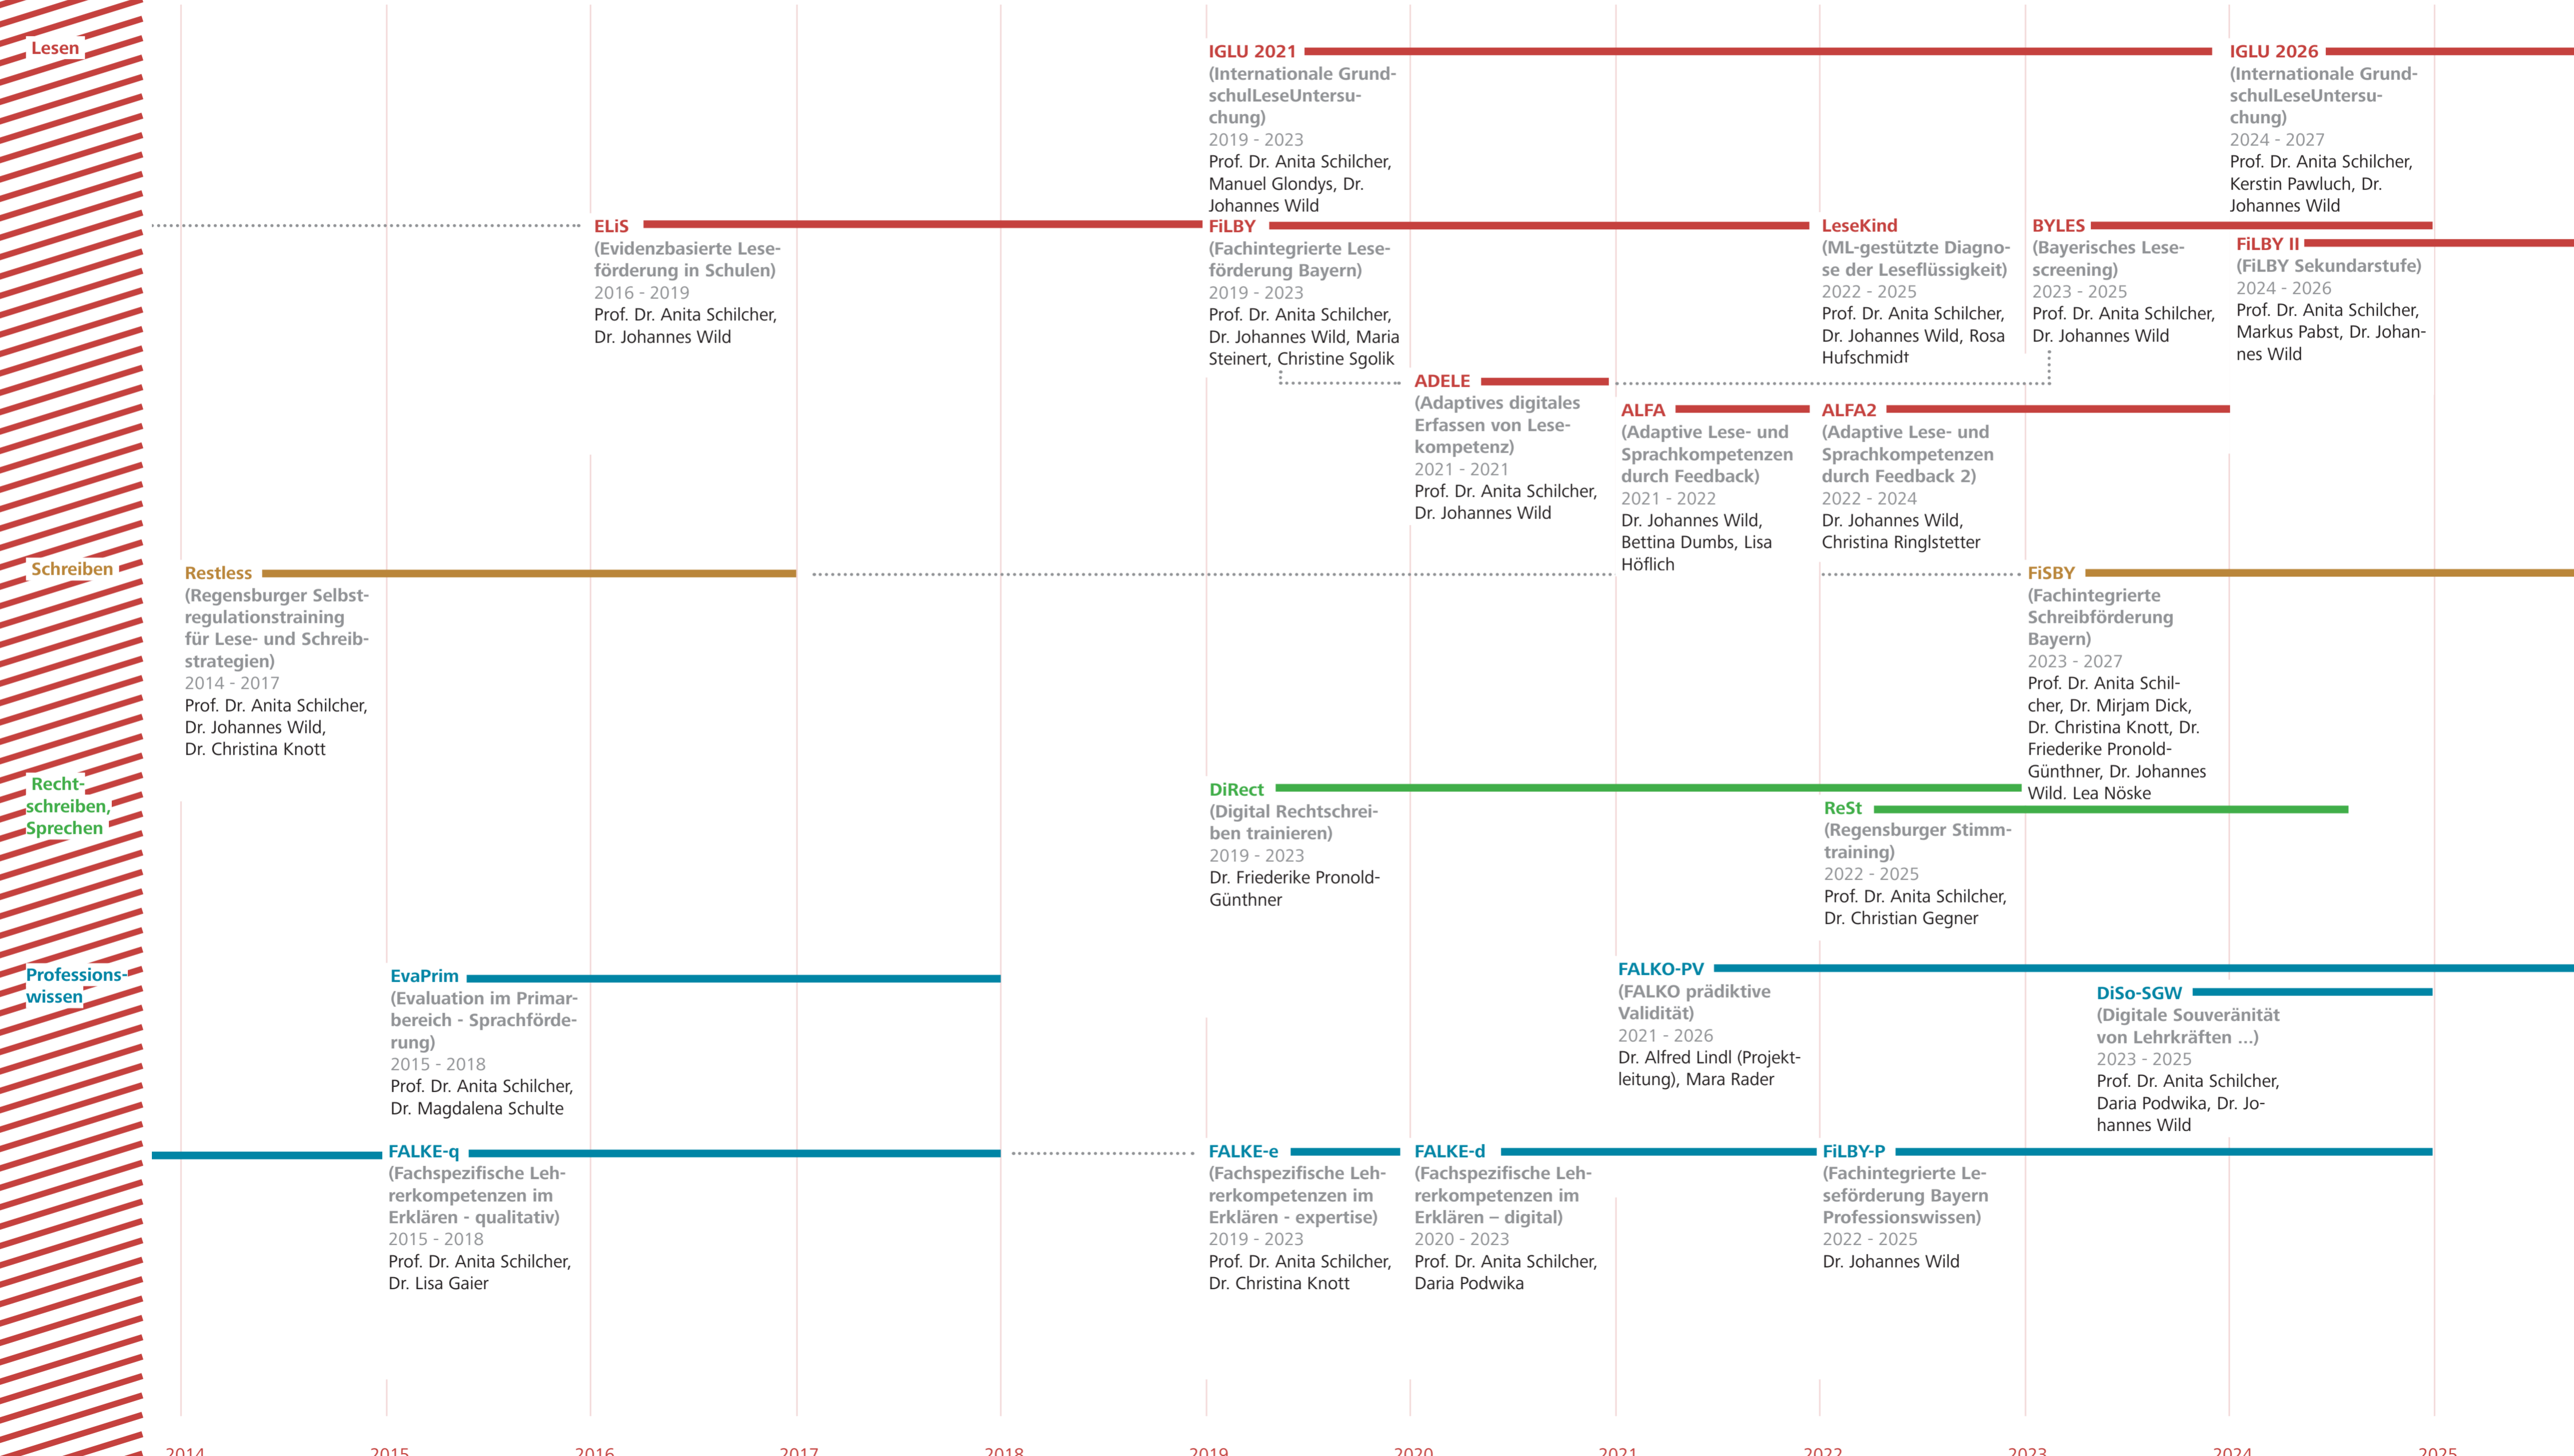 Lesen
IGLU 2021
(Internationale Grund-
schulLeseUntersu-
chung)
2019 - 2023
Prof. Dr. Anita Schilcher,
Manuel Glondys, Dr.
Johannes Wild
IGLU 2026
(Internationale Grund-
schulLeseUntersu-
chung)
2024 - 2027
Prof. Dr. Anita Schilcher,
Kerstin Pawluch, Dr.
Johannes Wild
ELiS
(Evidenzbasierte Lese-
förderung in Schulen)
2016 - 2019
Prof. Dr. Anita Schilcher,
Dr. Johannes Wild
FiLBY
(Fachintegrierte Lese-
förderung Bayern)
2019 - 2023
Prof. Dr. Anita Schilcher,
Dr. Johannes Wild, Maria
Steinert, Christine Sgolik
LeseKind
(ML-gestützte Diagno-
se der Leseflüssigkeit)
2022 - 2025
Prof. Dr. Anita Schilcher,
Dr. Johannes Wild, Rosa
Hufschmidt
BYLES
(Bayerisches Lese-
screening)
2023 - 2025
Prof. Dr. Anita Schilcher,
Dr. Johannes Wild
FiLBY II
(FiLBY Sekundarstufe)
2024 - 2026
Prof. Dr. Anita Schilcher,
Markus Pabst, Dr. Johan-
nes Wild
ADELE
(Adaptives digitales
Erfassen von Lese-
kompetenz)
2021 - 2021
Prof. Dr. Anita Schilcher,
Dr. Johannes Wild
ALFA
(Adaptive Lese- und
Sprachkompetenzen
durch Feedback)
2021 - 2022
Dr. Johannes Wild,
Bettina Dumbs, Lisa
Höflich
ALFA2
(Adaptive Lese- und
Sprachkompetenzen
durch Feedback 2)
2022 - 2024
Dr. Johannes Wild,
Christina Ringlstetter
Schreiben
Restless
(Regensburger Selbst-
regulationstraining
für Lese- und Schreib-
strategien)
2014 - 2017
Prof. Dr. Anita Schilcher,
Dr. Johannes Wild,
Dr. Christina Knott
FiSBY
(Fachintegrierte
Schreibförderung
Bayern)
2023 - 2027
Prof. Dr. Anita Schil-
cher, Dr. Mirjam Dick,
Dr. Christina Knott, Dr.
Friederike Pronold-
Günthner, Dr. Johannes
Wild, Lea Nöske
Recht-
schreiben,
Sprechen
DiRect
(Digital Rechtschrei-
ben trainieren)
2019 - 2023
Dr. Friederike Pronold-
Günthner
ReSt
(Regensburger Stimm-
training)
2022 - 2025
Prof. Dr. Anita Schilcher,
Dr. Christian Gegner
Professions-
wissen
EvaPrim
(Evaluation im Primar-
bereich - Sprachförde-
rung)
2015 - 2018
Prof. Dr. Anita Schilcher,
Dr. Magdalena Schulte
FALKO-PV
(FALKO prädiktive
Validität)
2021 - 2026
Dr. Alfred Lindl (Projekt-
leitung), Mara Rader
DiSo-SGW
(Digitale Souveränität
von Lehrkräften ...)
2023 - 2025
Prof. Dr. Anita Schilcher,
Daria Podwika, Dr. Jo-
hannes Wild
FALKE-q
(Fachspezifische Leh-
rerkompetenzen im
Erklären - qualitativ)
2015 - 2018
Prof. Dr. Anita Schilcher,
Dr. Lisa Gaier
FALKE-e
(Fachspezifische Leh-
rerkompetenzen im
Erklären - expertise)
2019 - 2023
Prof. Dr. Anita Schilcher,
Dr. Christina Knott
FALKE-d
(Fachspezifische Leh-
rerkompetenzen im
Erklären – digital)
2020 - 2023
Prof. Dr. Anita Schilcher,
Daria Podwika
FiLBY-P
(Fachintegrierte Le-
seförderung Bayern
Professionswissen)
2022 - 2025
Dr. Johannes Wild
2014 2015 2016 2017 2018 2019 2020 2021 2022 2023 2024 2025